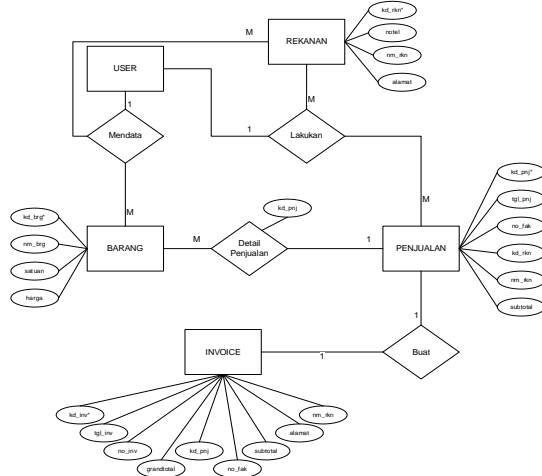 kd_rkn*
notel
nm_rkn
alamat
M
REKANAN
USER
1
M
Mendata
1
Lakukan
M
M
kd_brg*
nm_brg
satuan
harga
BARANG
M
kd_pnj
Detail
Penjualan
1
PENJUALAN
kd_pnj*
tgl_pnj
no_fak
kd_rkn
nm_rkn
subtotal
1
INVOICE
1
Buat
kd_inv*
tgl_inv
no_inv
grandtotal
kd_pnj
no_fak
subtotal
alamat
nm_rkn